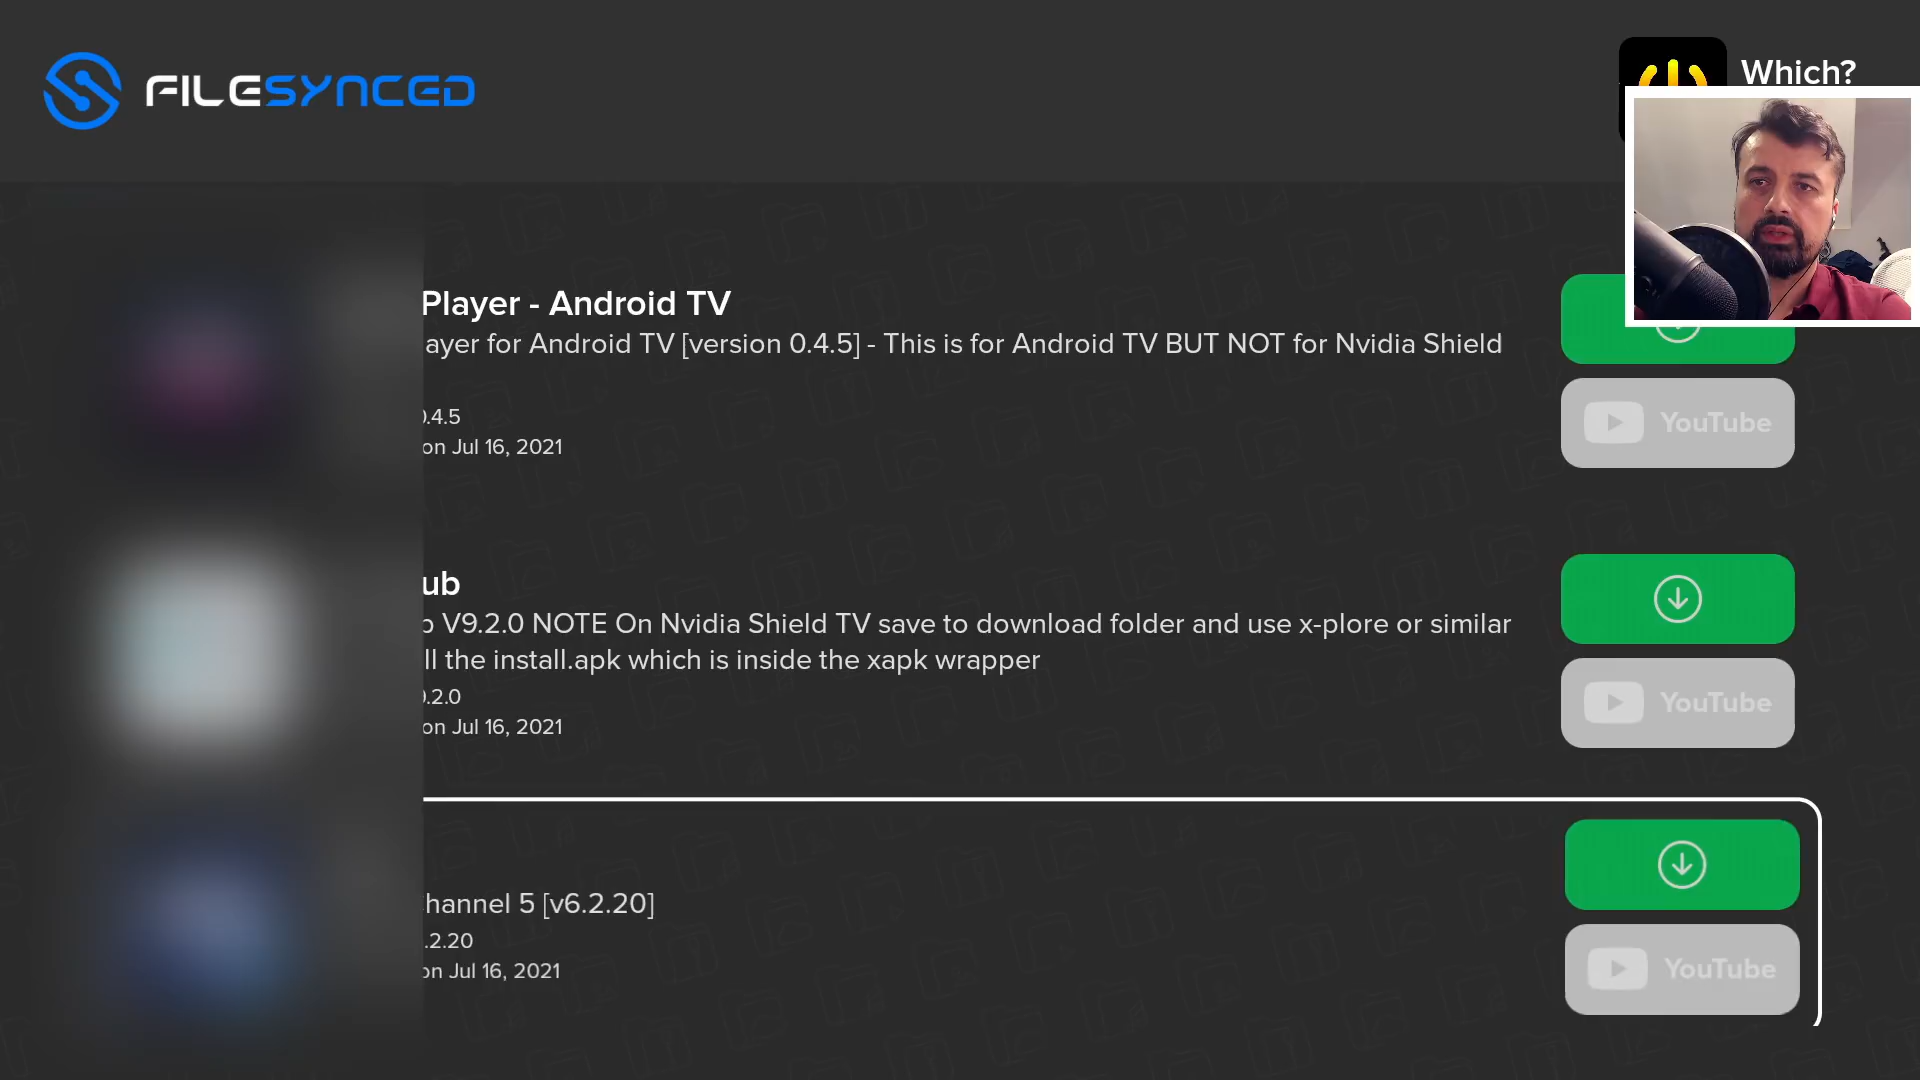 FILESYNCED
Which?
Player - Android TV
ayer for Android TV [version 0.4.5] - This is for Android TV BUT NOT for Nvidia Shield
0.4.5
on Jul 16, 2021
YouTube
ub
V9.2.0 NOTE On Nvidia Shield TV save to download folder and use x-plore or similar
ll the install.apk which is inside the xapk wrapper
9.2.0
on Jul 16, 2021
YouTube
hannel 5 [v6.2.20]
.2.20
on Jul 16, 2021
YouTube